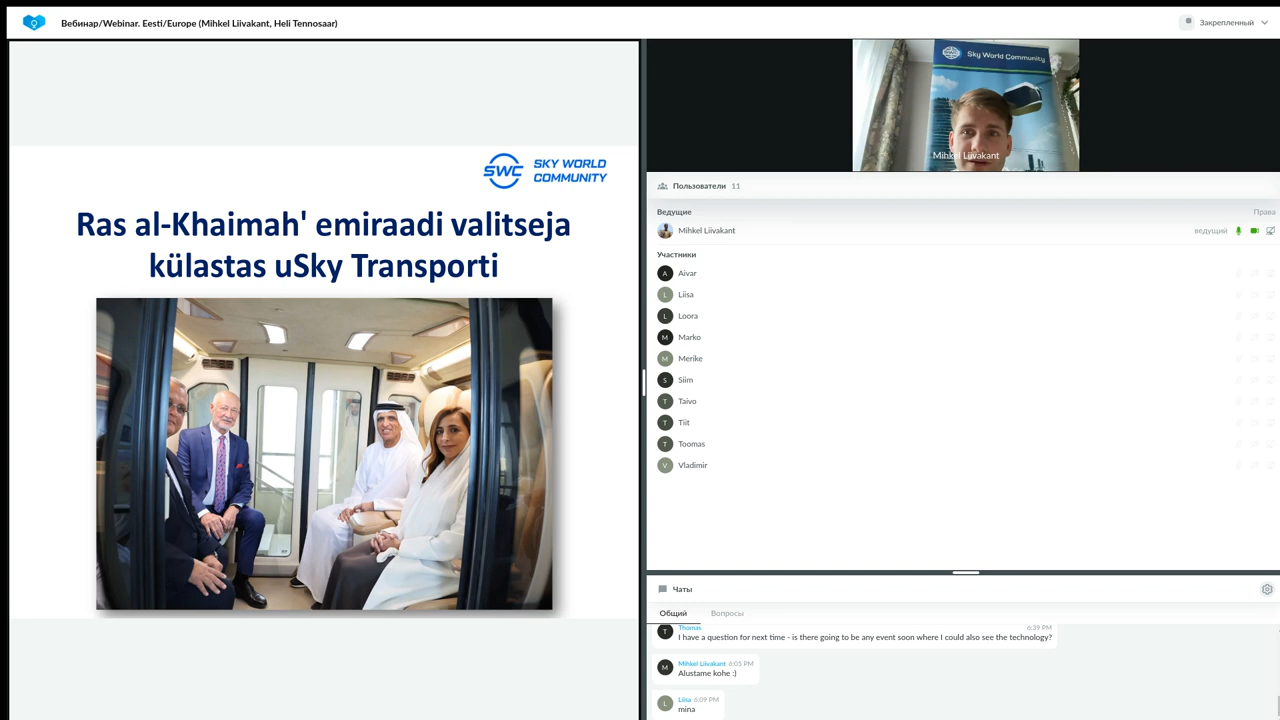 Вебинар/Webinar. Eesti/Europe (Mihkel Liivakant, Heli Tennosaar)
Закрепленный
SWC SKY WORLD
COMMUNITY
Ras al-Khaimah' emiraadi valitseja
külastas uSky Transporti
SWC Sky World Community
Mihkel Liivakant
Пользователи 11
Ведущие Права
Mihkel Liivakant ведущий
Участники
A Aivar
L Liisa
L Loora
M Marko
M Merike
S Siim
T Taivo
T Tiit
T Toomas
V Vladimir
Чаты
Общий Вопросы
T Thomas 6:39 PM
I have a question for next time - is there going to be any event soon where I could also see the technology?
M Mihkel Liivakant 6:05 PM
Alustame kohe :)
L Liisa 6:09 PM
mina